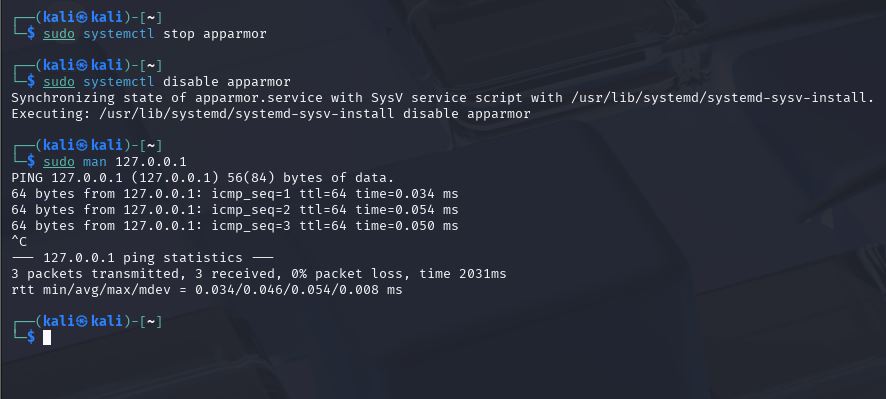 ┌──(kali㉿kali)-[~]
└─$ sudo systemctl stop apparmor
┌──(kali㉿kali)-[~]
└─$ sudo systemctl disable apparmor
Synchronizing state of apparmor.service with SysV service script with /usr/lib/systemd/systemd-sysv-install.
Executing: /usr/lib/systemd/systemd-sysv-install disable apparmor
┌──(kali㉿kali)-[~]
└─$ sudo man 127.0.0.1
PING 127.0.0.1 (127.0.0.1) 56(84) bytes of data.
64 bytes from 127.0.0.1: icmp_seq=1 ttl=64 time=0.034 ms
64 bytes from 127.0.0.1: icmp_seq=2 ttl=64 time=0.054 ms
64 bytes from 127.0.0.1: icmp_seq=3 ttl=64 time=0.050 ms
^C
--- 127.0.0.1 ping statistics ---
3 packets transmitted, 3 received, 0% packet loss, time 2031ms
rtt min/avg/max/mdev = 0.034/0.046/0.054/0.008 ms
┌──(kali㉿kali)-[~]
└─$